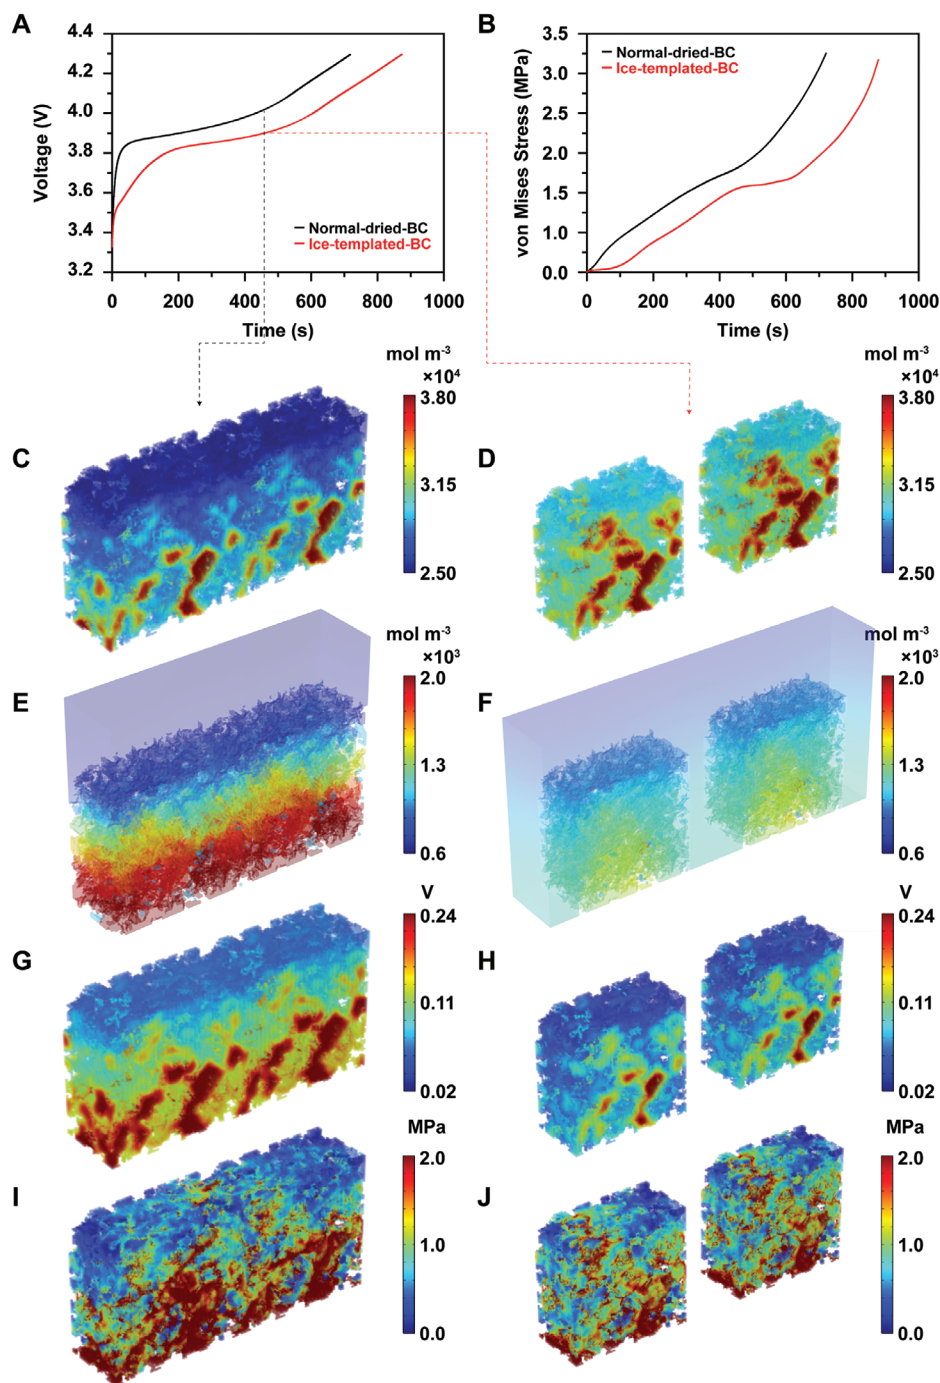 A
B
4.4
4.2
4.0
3.8
3.6
3.4
3.2
Voltage (V)
Normal-dried-BC
Ice-templated-BC
0
200
400
600
800
1000
Time (s)
3.5
3.0
2.5
2.0
1.5
1.0
0.5
0.0
von Mises Stress (MPa)
Normal-dried-BC
Ice-templated-BC
0
200
400
600
800
1000
Time (s)
C
mol m⁻³
×10⁴
3.80
3.15
2.50
D
mol m⁻³
×10⁴
3.80
3.15
2.50
E
mol m⁻³
×10³
2.0
1.3
0.6
F
mol m⁻³
×10³
2.0
1.3
0.6
G
V
0.24
0.11
0.02
H
V
0.24
0.11
0.02
I
MPa
2.0
1.0
0.0
J
MPa
2.0
1.0
0.0